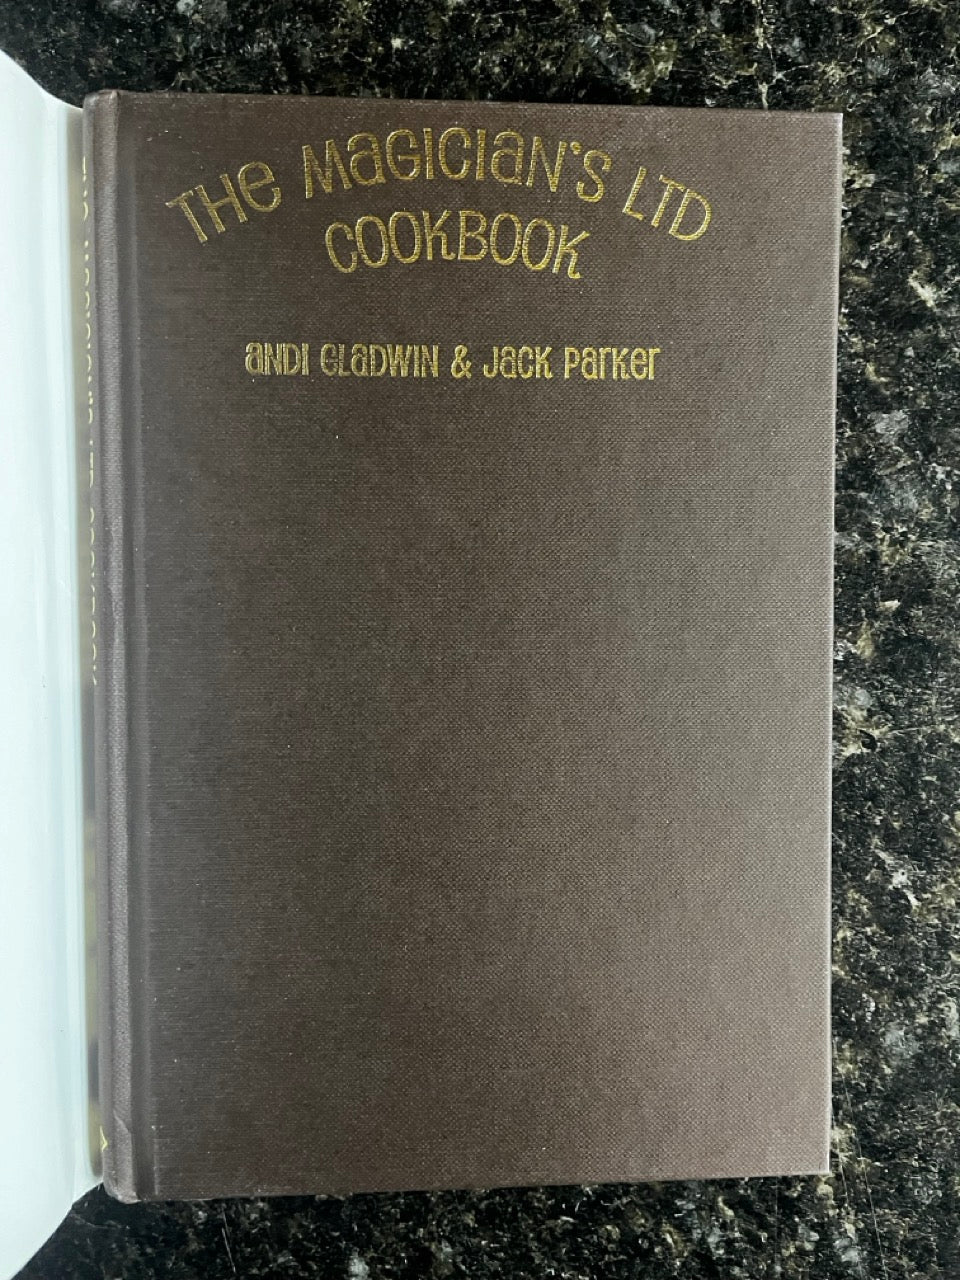 THE MAGICIAN'S LTD
COOKBOOK
ANDI GLADWIN & JACK PARKER